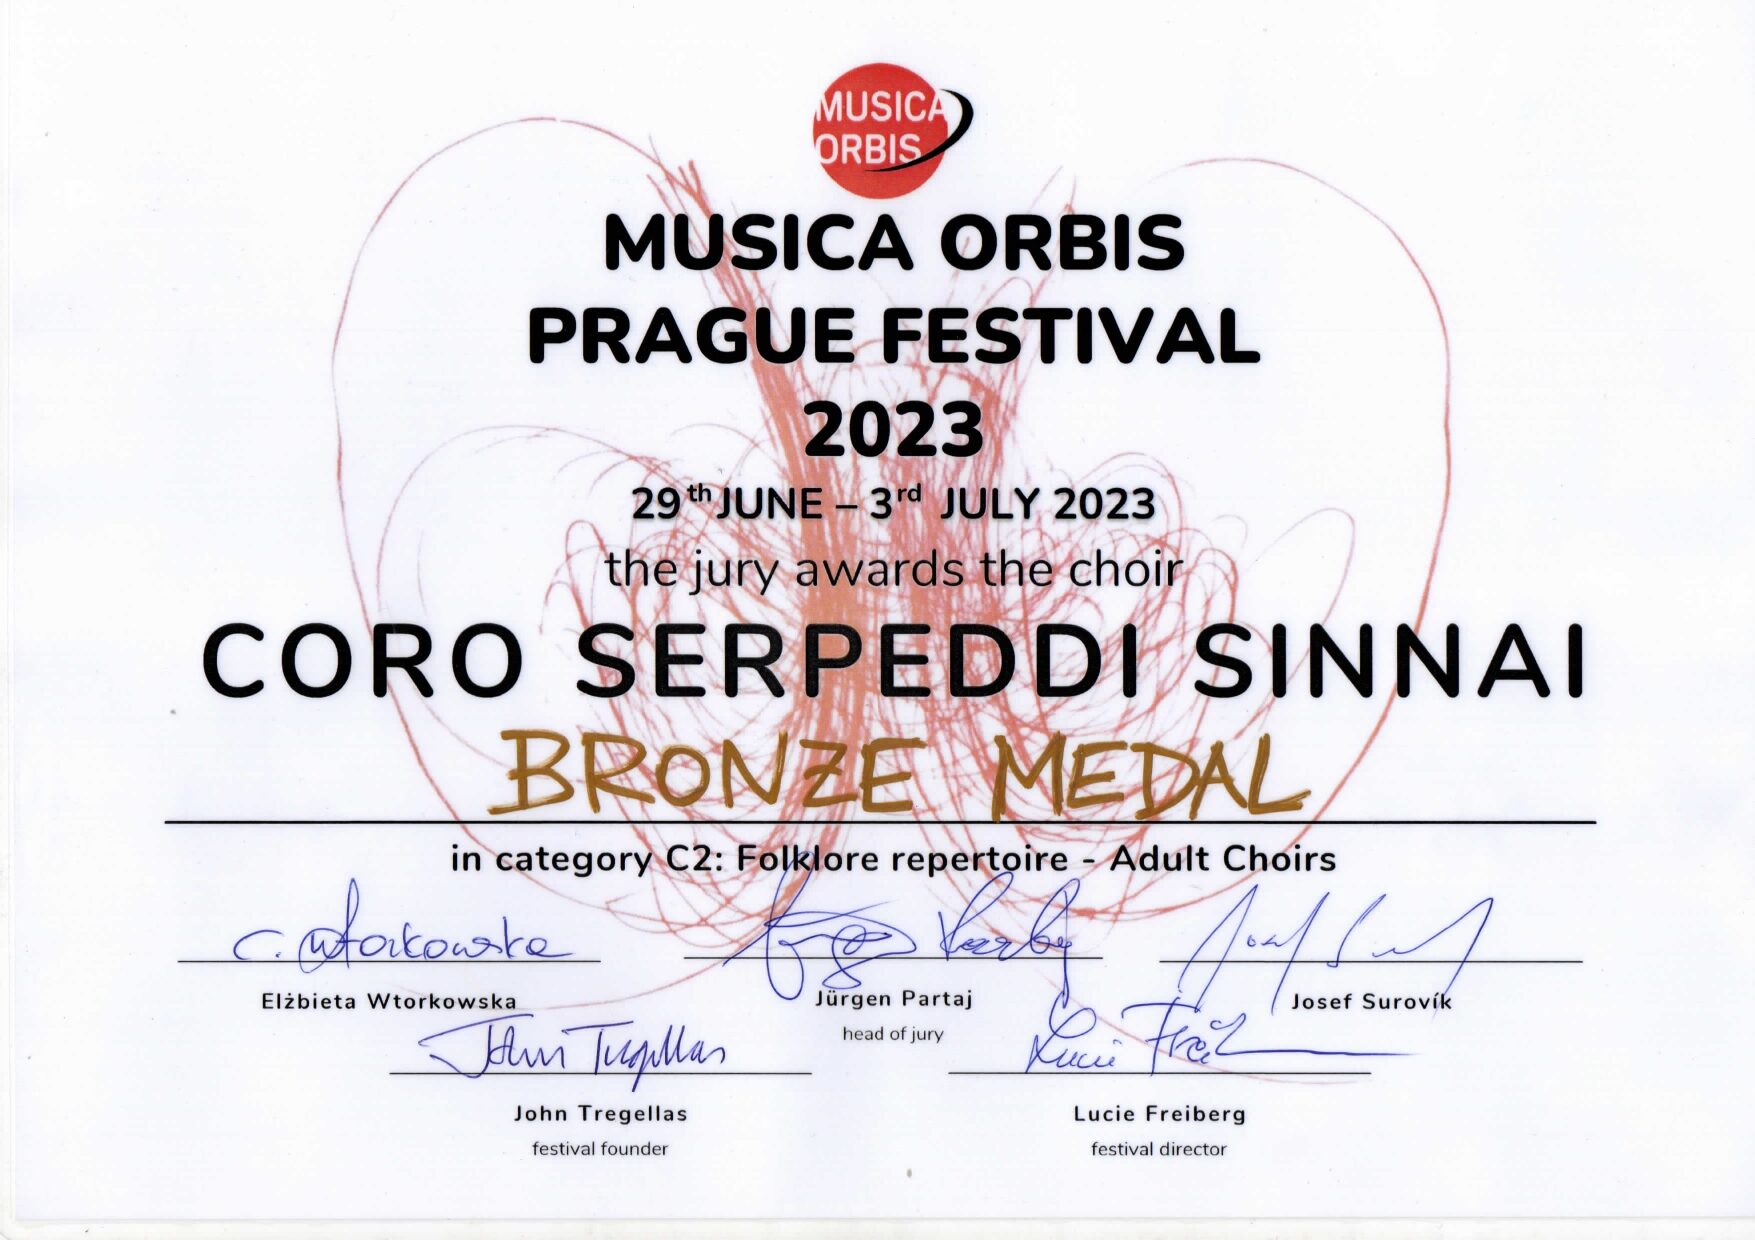 MUSICA
ORBIS
MUSICA ORBIS
PRAGUE FESTIVAL
2023
29th JUNE – 3rd JULY 2023
the jury awards the choir
CORO SERPEDDI SINNAI
BRONZE MEDAL
in category C2: Folklore repertoire - Adult Choirs
Elżbieta Wtorkowska
Jürgen Partaj
Josef Surovík
head of jury
John Tregellas
Lucie Freiberg
John Tregellas
Lucie Freiberg
festival founder
festival director